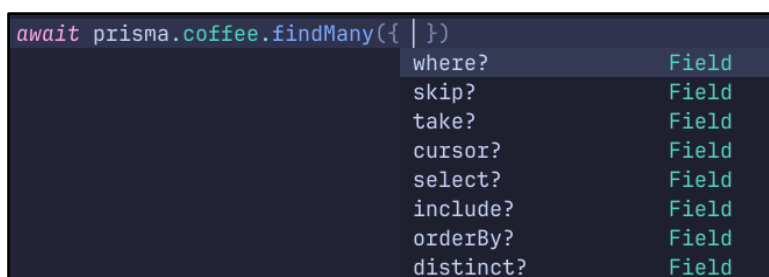 await prisma.coffee.findMany({ })
where? Field
skip? Field
take? Field
cursor? Field
select? Field
include? Field
orderBy? Field
distinct? Field